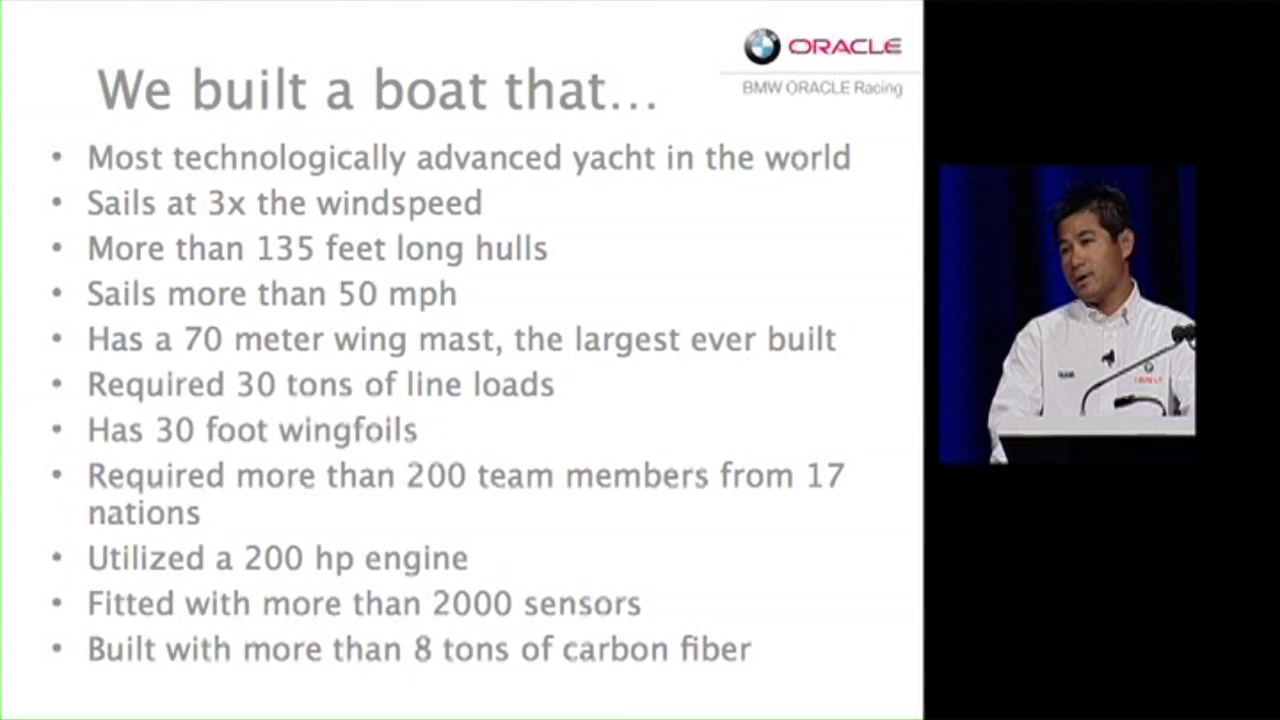 ORACLE
BMW ORACLE Racing
We built a boat that...
• Most technologically advanced yacht in the world
• Sails at 3x the windspeed
• More than 135 feet long hulls
• Sails more than 50 mph
• Has a 70 meter wing mast, the largest ever built
• Required 30 tons of line loads
• Has 30 foot wingfoils
• Required more than 200 team members from 17
nations
• Utilized a 200 hp engine
• Fitted with more than 2000 sensors
• Built with more than 8 tons of carbon fiber